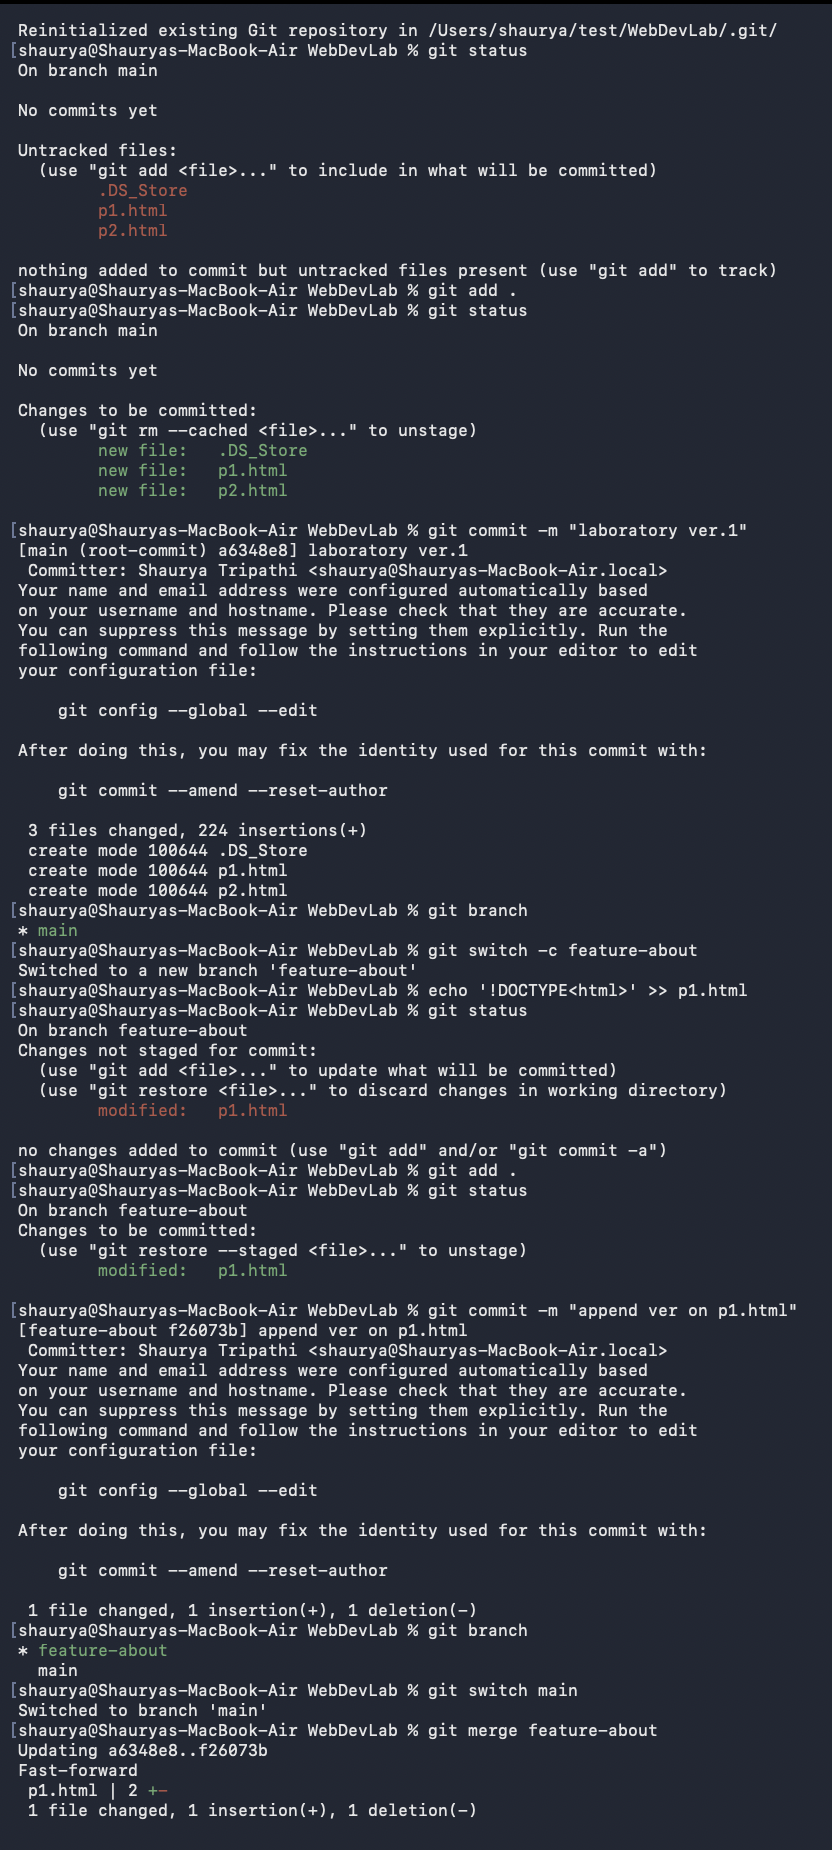 Reinitialized existing Git repository in /Users/shaurya/test/WebDevLab/.git/
[shaurya@Shauryas-MacBook-Air WebDevLab % git status
On branch main
No commits yet
Untracked files:
(use "git add <file>..." to include in what will be committed)
.DS_Store
p1.html
p2.html
nothing added to commit but untracked files present (use "git add" to track)
[shaurya@Shauryas-MacBook-Air WebDevLab % git add .
[shaurya@Shauryas-MacBook-Air WebDevLab % git status
On branch main
No commits yet
Changes to be committed:
(use "git rm --cached <file>..." to unstage)
new file:   .DS_Store
new file:   p1.html
new file:   p2.html
[shaurya@Shauryas-MacBook-Air WebDevLab % git commit -m "laboratory ver.1"
[main (root-commit) a6348e8] laboratory ver.1
Committer: Shaurya Tripathi <shaurya@Shauryas-MacBook-Air.local>
Your name and email address were configured automatically based
on your username and hostname. Please check that they are accurate.
You can suppress this message by setting them explicitly. Run the
following command and follow the instructions in your editor to edit
your configuration file:
git config --global --edit
After doing this, you may fix the identity used for this commit with:
git commit --amend --reset-author
3 files changed, 224 insertions(+)
create mode 100644 .DS_Store
create mode 100644 p1.html
create mode 100644 p2.html
[shaurya@Shauryas-MacBook-Air WebDevLab % git branch
* main
[shaurya@Shauryas-MacBook-Air WebDevLab % git switch -c feature-about
Switched to a new branch 'feature-about'
[shaurya@Shauryas-MacBook-Air WebDevLab % echo '!DOCTYPE<html>' >> p1.html
[shaurya@Shauryas-MacBook-Air WebDevLab % git status
On branch feature-about
Changes not staged for commit:
(use "git add <file>..." to update what will be committed)
(use "git restore <file>..." to discard changes in working directory)
modified:   p1.html
no changes added to commit (use "git add" and/or "git commit -a")
[shaurya@Shauryas-MacBook-Air WebDevLab % git add .
[shaurya@Shauryas-MacBook-Air WebDevLab % git status
On branch feature-about
Changes to be committed:
(use "git restore --staged <file>..." to unstage)
modified:   p1.html
[shaurya@Shauryas-MacBook-Air WebDevLab % git commit -m "append ver on p1.html"
[feature-about f26073b] append ver on p1.html
Committer: Shaurya Tripathi <shaurya@Shauryas-MacBook-Air.local>
Your name and email address were configured automatically based
on your username and hostname. Please check that they are accurate.
You can suppress this message by setting them explicitly. Run the
following command and follow the instructions in your editor to edit
your configuration file:
git config --global --edit
After doing this, you may fix the identity used for this commit with:
git commit --amend --reset-author
1 file changed, 1 insertion(+), 1 deletion(-)
[shaurya@Shauryas-MacBook-Air WebDevLab % git branch
* feature-about
main
[shaurya@Shauryas-MacBook-Air WebDevLab % git switch main
Switched to branch 'main'
[shaurya@Shauryas-MacBook-Air WebDevLab % git merge feature-about
Updating a6348e8..f26073b
Fast-forward
p1.html | 2 +-
1 file changed, 1 insertion(+), 1 deletion(-)